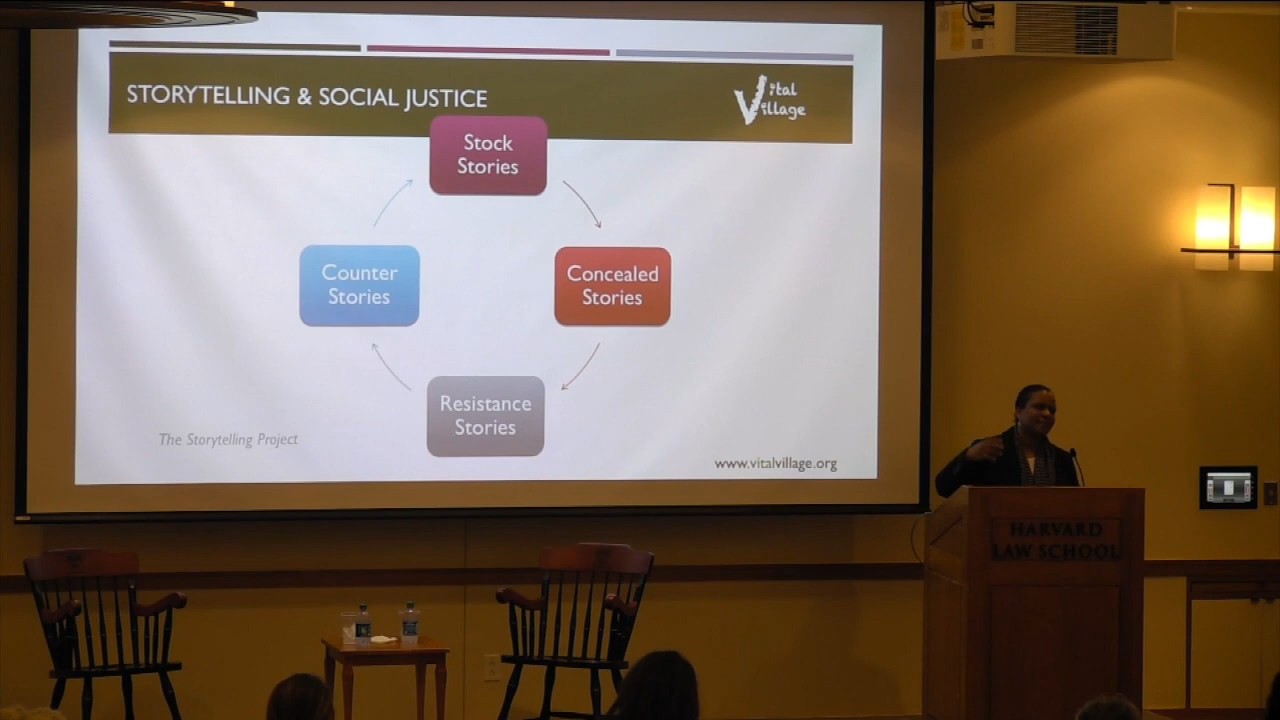 STORYTELLING & SOCIAL JUSTICE
Vital
Village
Stock
Stories
Counter
Stories
Concealed
Stories
Resistance
Stories
The Storytelling Project
www.vitalvillage.org
HARVARD
LAW SCHOOL